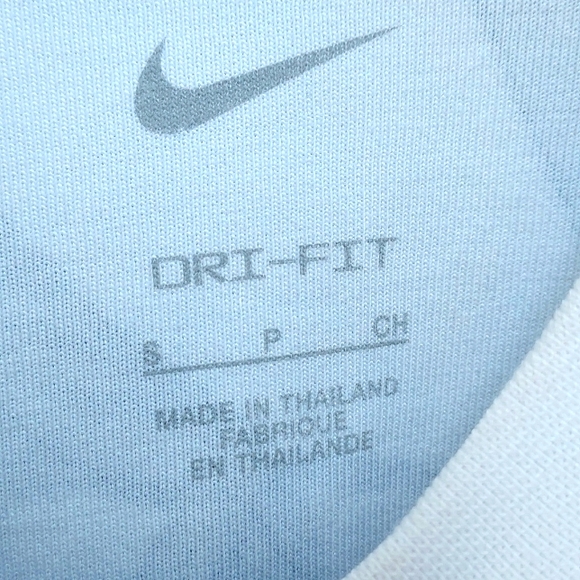 DRI-FIT
S P CH
MADE IN THAILAND
FABRIQUE
EN THAILANDE